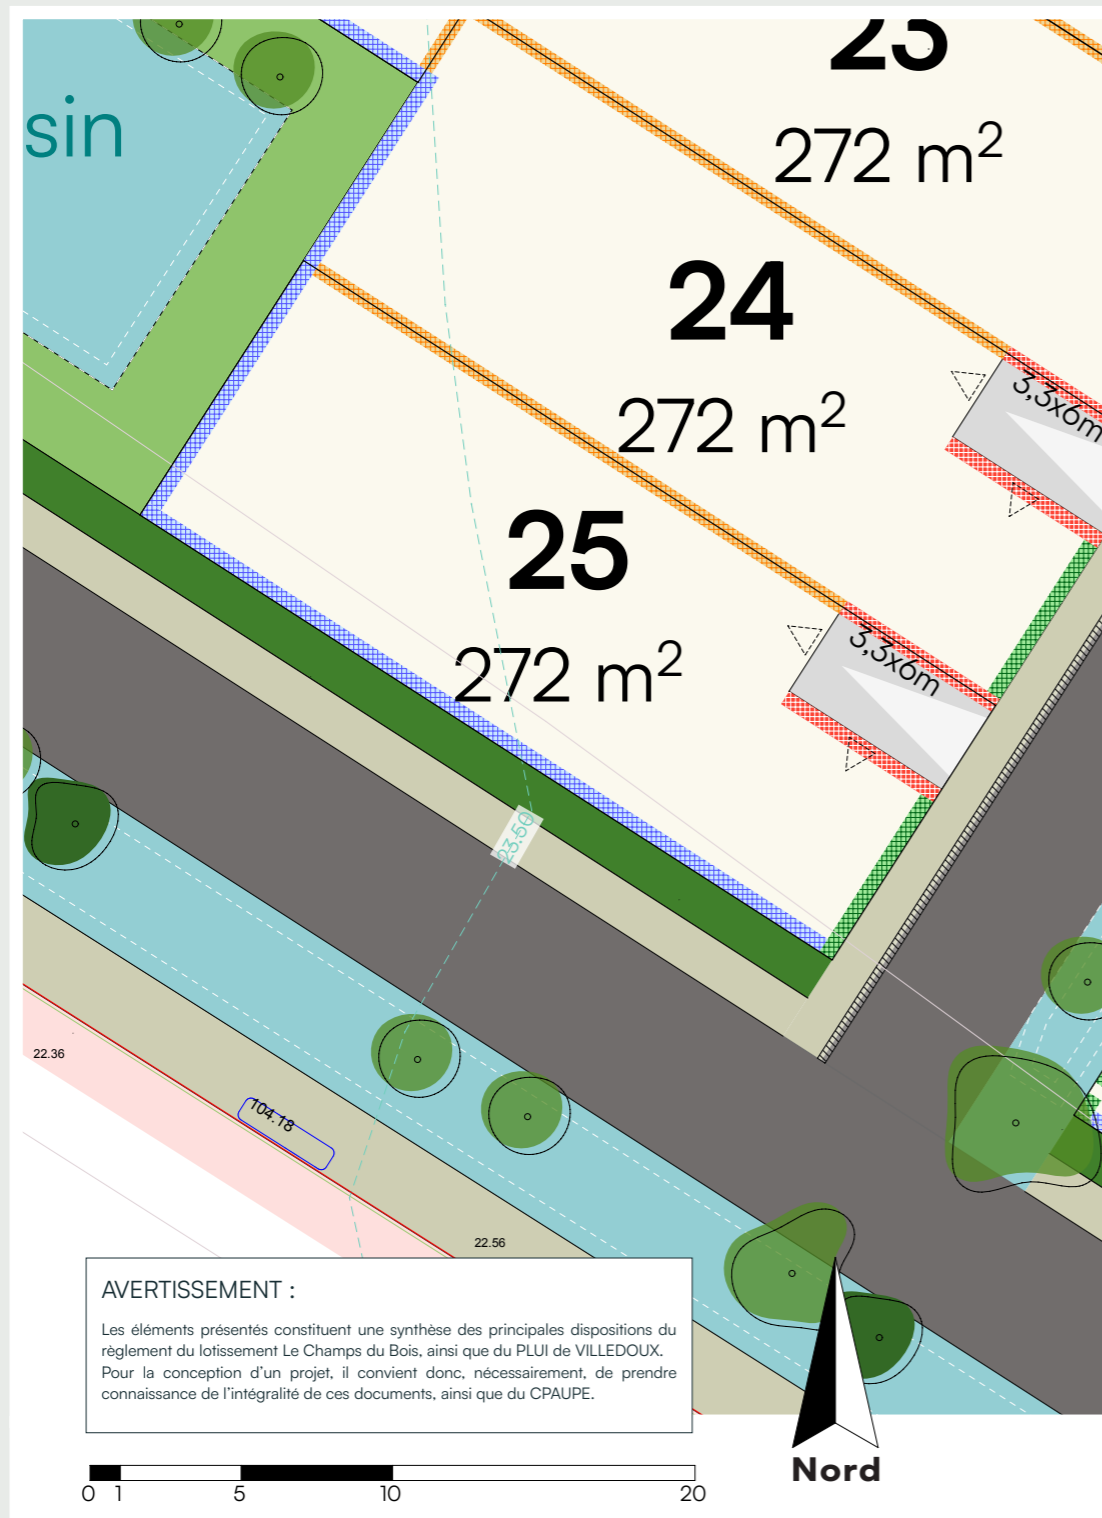 23
sin
272 m²
24
3,3x6m
272 m²
25
3,3x6m
272 m²
23.50
22.36
104.18
22.56
AVERTISSEMENT :
Les éléments présentés constituent une synthèse des principales dispositions du
règlement du lotissement Le Champs du Bois, ainsi que du PLUI de VILLEDOUX.
Pour la conception d'un projet, il convient donc, nécessairement, de prendre
connaissance de l'intégralité de ces documents, ainsi que du CPAUPE.
Nord
0 1 5 10 20